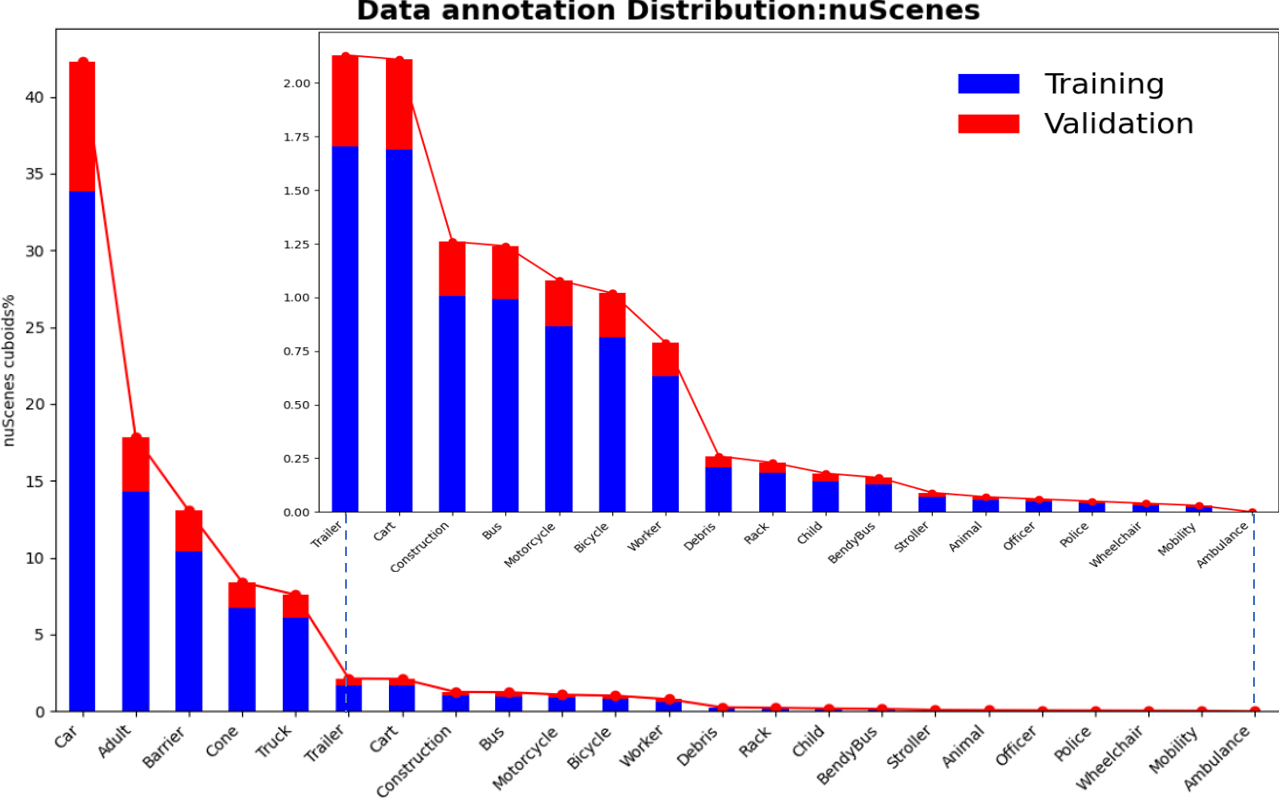 Data annotation Distribution:nuScenes
Training
Validation
2.00
1.75
1.50
1.25
1.00
0.75
0.50
0.25
0.00
Trailer
Cart
Construction
Bus
Motorcycle
Bicycle
Worker
Debris
Rack
Child
BendyBus
Stroller
Animal
Officer
Police
Wheelchair
Mobility
Ambulance
nuScenes cuboids%
40
35
30
25
20
15
10
5
0
Car
Adult
Barrier
Cone
Truck
Trailer
Cart
Construction
Bus
Motorcycle
Bicycle
Worker
Debris
Rack
Child
BendyBus
Stroller
Animal
Officer
Police
Wheelchair
Mobility
Ambulance